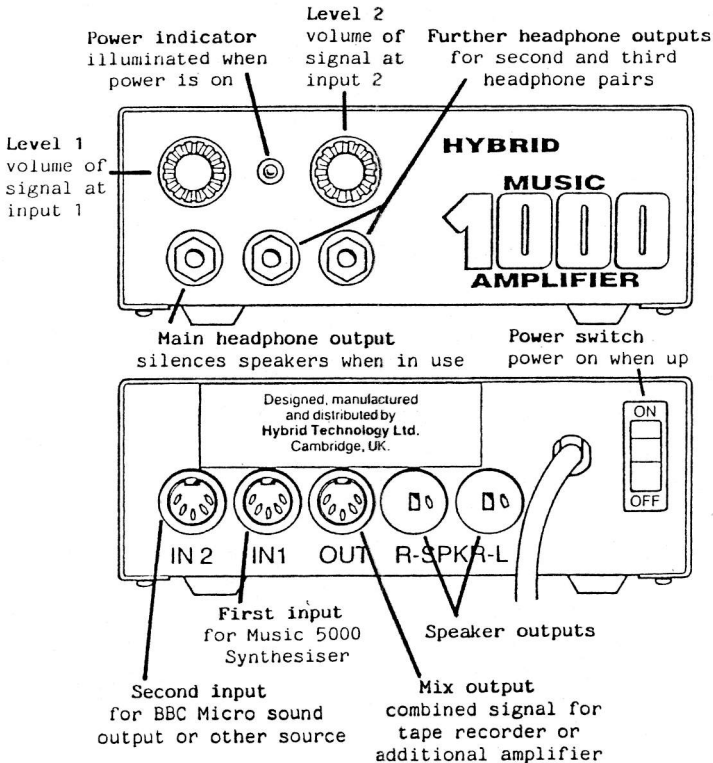 Level 2
volume of
signal at
input 2
Power indicator
illuminated when
power is on
Further headphone outputs
for second and third
headphone pairs
Level 1
volume of
signal at
input 1
HYBRID
MUSIC
1000
AMPLIFIER
Main headphone output
silences speakers when in use
Power switch
power on when up
Designed, manufactured
and distributed by
Hybrid Technology Ltd.
Cambridge, UK.
ON
OFF
IN 2
IN1
OUT
R-SPKR-L
First input
for Music 5000
Synthesiser
Speaker outputs
Second input
for BBC Micro sound
output or other source
Mix output
combined signal for
tape recorder or
additional amplifier